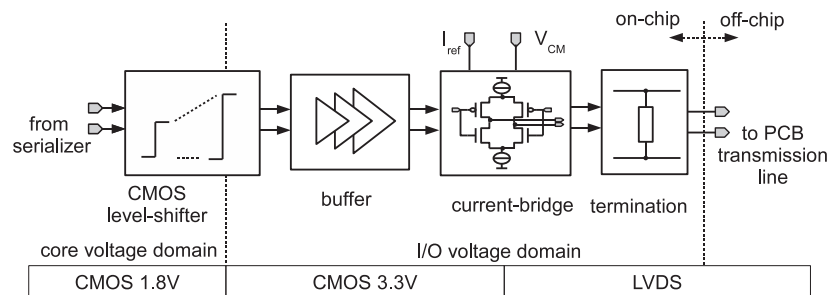 I_ref
V_CM
on-chip
off-chip
from
serializer
to PCB
transmission
line
CMOS
level-shifter
buffer
current-bridge
termination
core voltage domain
I/O voltage domain
CMOS 1.8V
CMOS 3.3V
LVDS